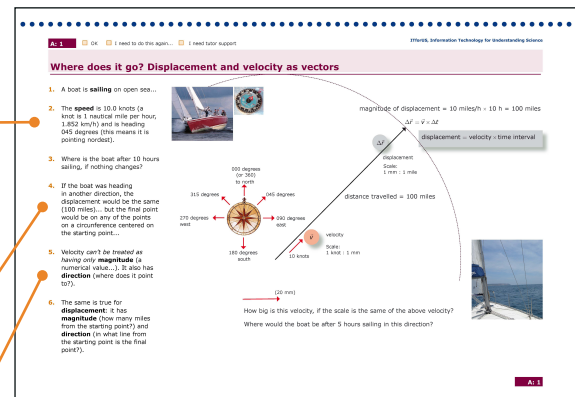 A: 1
OK
I need to do this again...
I need tutor support
ITforUS, Information Technology for Understanding Science
Where does it go? Displacement and velocity as vectors
1. A boat is sailing on open sea...
2. The speed is 10.0 knots (a
knot is 1 nautical mile per hour,
1.852 km/h) and is heading
045 degrees (this means it is
pointing nordest).
3. Where is the boat after 10 hours
sailing, if nothing changes?
4. If the boat was heading
in another direction, the
displacement would be the same
(100 miles)... but the final point
would be on any of the points
on a circumference centered on
the starting point...
5. Velocity can't be treated as
having only magnitude (a
numerical value...). It also has
direction (where does it point
to?).
6. The same is true for
displacement: it has
magnitude (how many miles
from the starting point?) and
direction (in what line from
the starting point is the final
point?).
magnitude of displacement = 10 miles/h × 10 h = 100 miles
Δr⃗ = v⃗ × Δt
displacement = velocity × time interval
Δr⃗
displacement
Scale:
1 mm : 1 mile
distance travelled = 100 miles
000 degrees
(or 360)
to north
315 degrees
045 degrees
270 degrees
west
090 degrees
east
180 degrees
south
v⃗
velocity
Scale:
1 knot : 1 mm
10 knots
(20 mm)
How big is this velocity, if the scale is the same of the above velocity?
Where would the boat be after 5 hours sailing in this direction?
A: 1